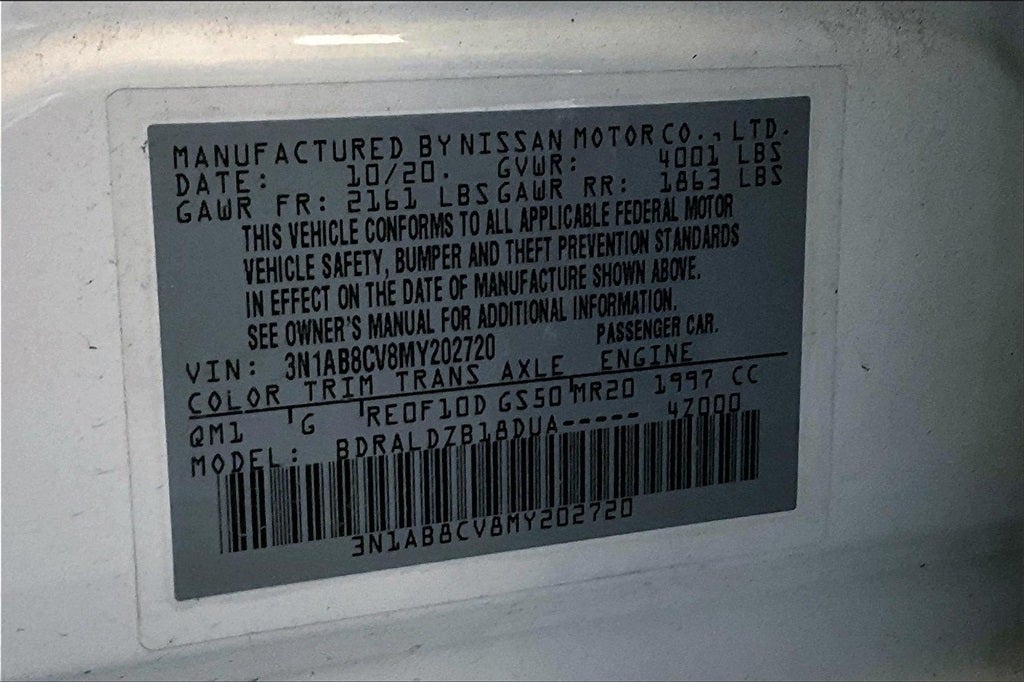 MANUFACTURED BY NISSAN MOTOR CO., LTD.
DATE: 10/20. GVWR: 4001 LBS
GAWR FR: 2161 LBS GAWR RR: 1863 LBS
THIS VEHICLE CONFORMS TO ALL APPLICABLE FEDERAL MOTOR
VEHICLE SAFETY, BUMPER AND THEFT PREVENTION STANDARDS
IN EFFECT ON THE DATE OF MANUFACTURE SHOWN ABOVE.
SEE OWNER'S MANUAL FOR ADDITIONAL INFORMATION.
VIN: 3N1AB8CV8MY202720 PASSENGER CAR.
COLOR TRIM TRANS AXLE ENGINE
QM1 G RE0F10D GS50 MR20 1997 CC
MODEL: BDRALDZB18DUA----- 4Z000
3N1AB8CV8MY202720